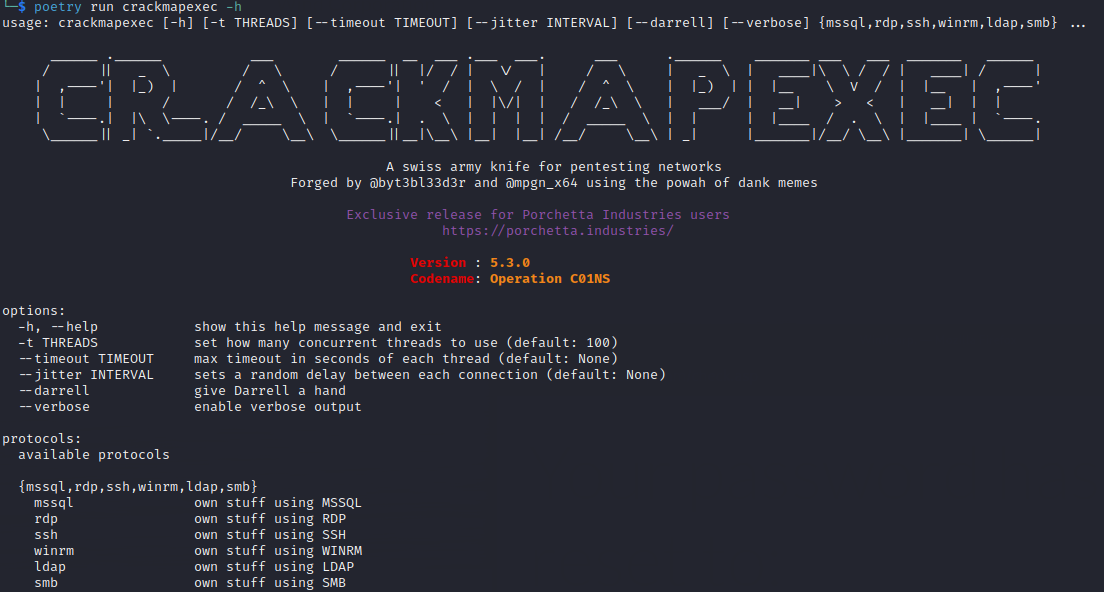 $ poetry run crackmapexec -h
usage: crackmapexec [-h] [-t THREADS] [--timeout TIMEOUT] [--jitter INTERVAL] [--darrell] [--verbose] {mssql,rdp,ssh,winrm,ldap,smb} ...
CRACKMAPEXEC
A swiss army knife for pentesting networks
Forged by @byt3bl33d3r and @mpgn_x64 using the powah of dank memes
Exclusive release for Porchetta Industries users
https://porchetta.industries/
Version : 5.3.0
Codename: Operation C01NS
options:
-h, --help show this help message and exit
-t THREADS set how many concurrent threads to use (default: 100)
--timeout TIMEOUT max timeout in seconds of each thread (default: None)
--jitter INTERVAL sets a random delay between each connection (default: None)
--darrell give Darrell a hand
--verbose enable verbose output
protocols:
available protocols
{mssql,rdp,ssh,winrm,ldap,smb}
mssql own stuff using MSSQL
rdp own stuff using RDP
ssh own stuff using SSH
winrm own stuff using WINRM
ldap own stuff using LDAP
smb own stuff using SMB